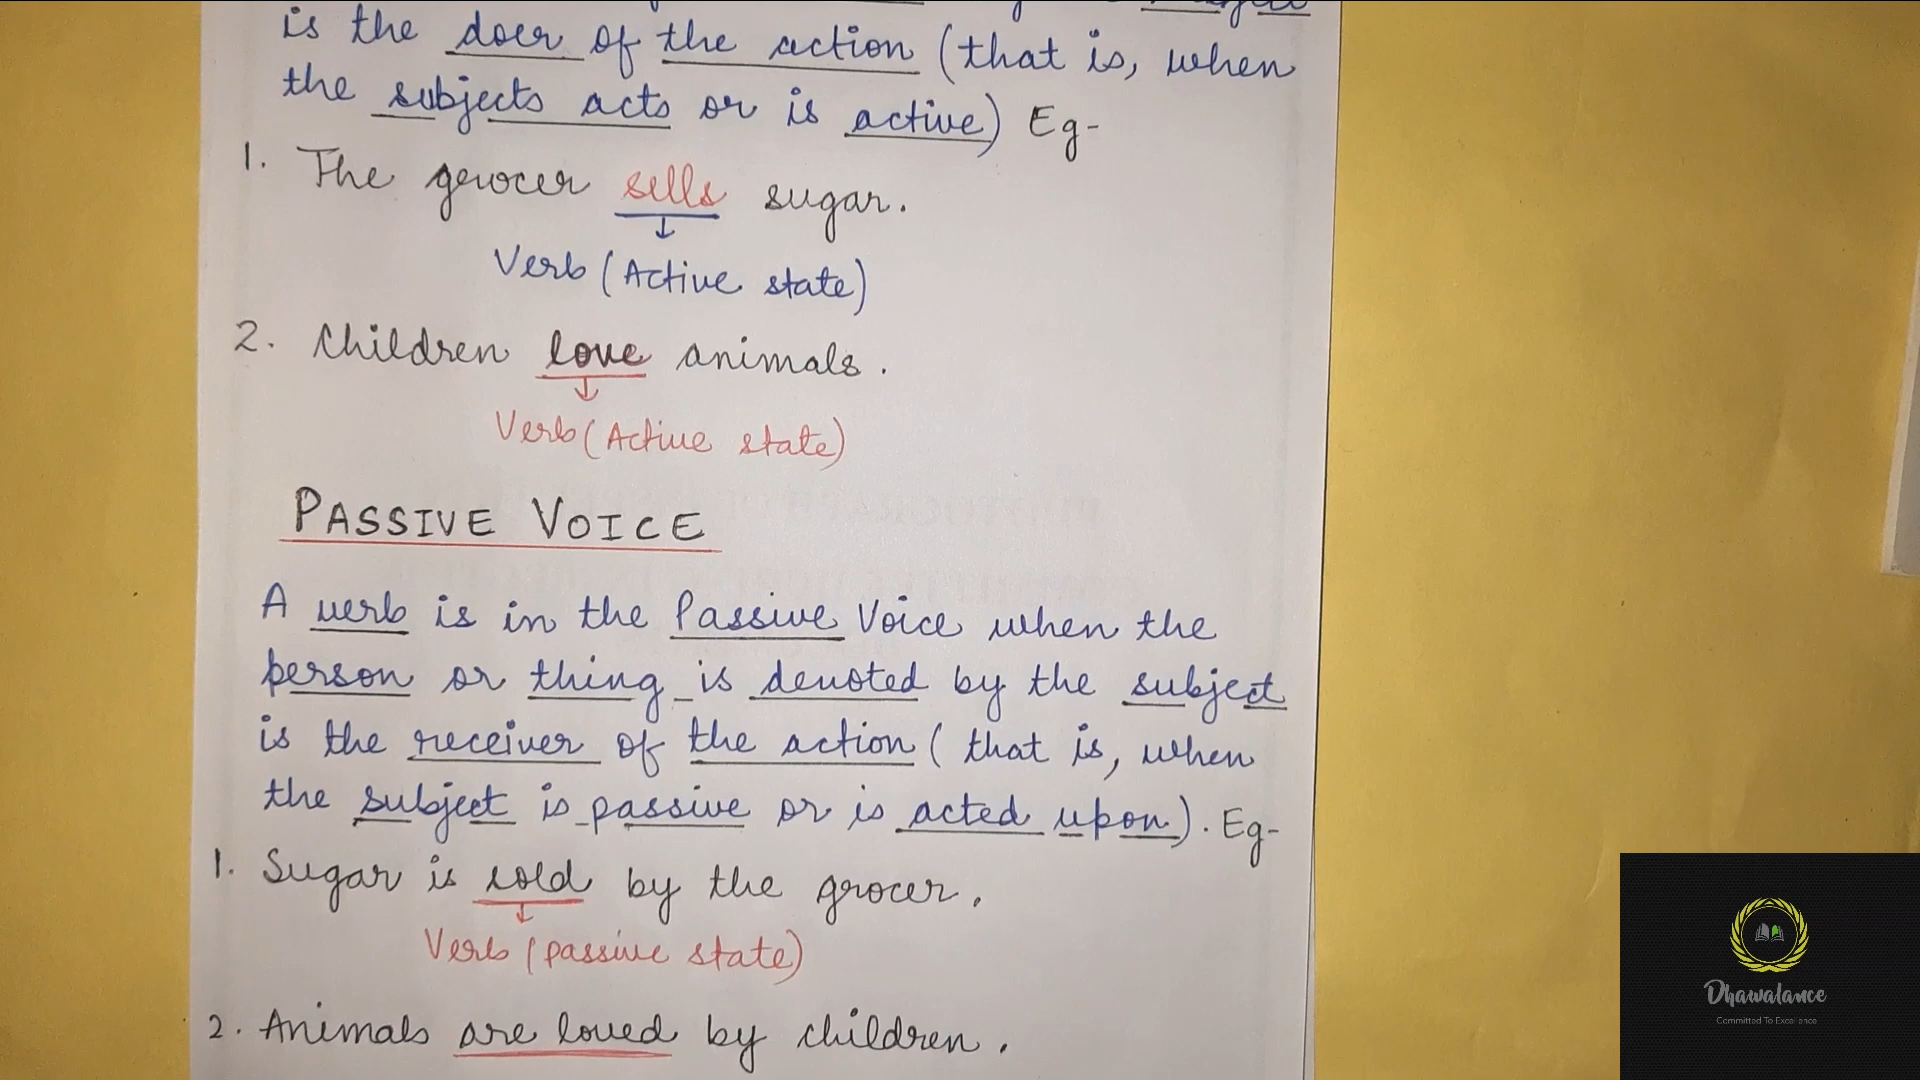 is the doer of the action (that is, when
the subjects acts or is active) Eg-
1. The grocer sells sugar.
Verb (Active state)
2. Children love animals.
Verb (Active state)
PASSIVE VOICE
A verb is in the Passive Voice when the
person or thing is denoted by the subject
is the receiver of the action ( that is, when
the subject is passive or is acted upon). Eg-
1. Sugar is sold by the grocer.
Verb (passive state)
2. Animals are loved by children.
Dhawalance
Committed To Excellence